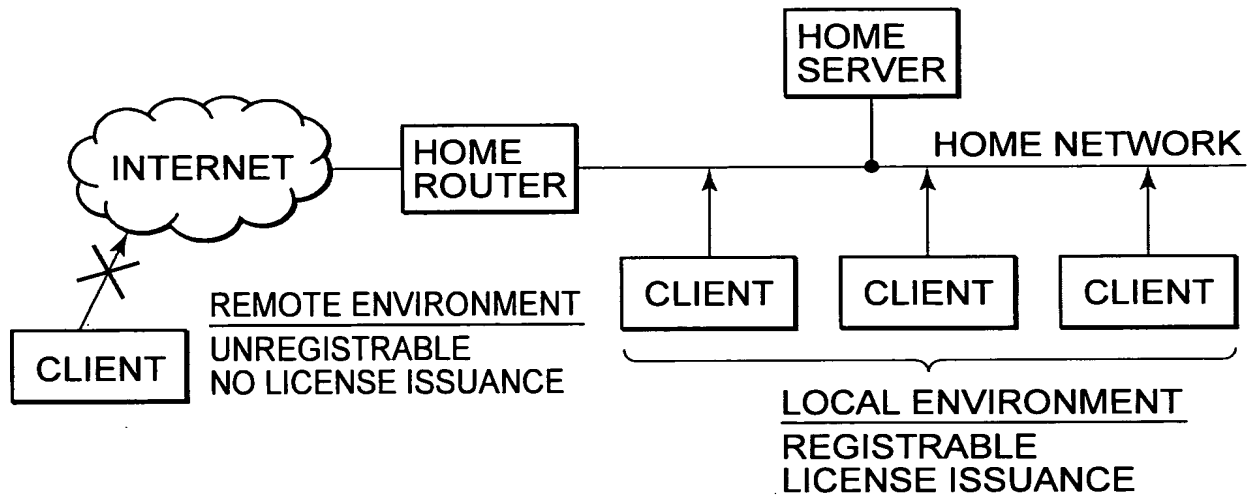 HOME
SERVER
INTERNET
HOME
ROUTER
HOME NETWORK
CLIENT
CLIENT
CLIENT
CLIENT
REMOTE ENVIRONMENT
UNREGISTRABLE
NO LICENSE ISSUANCE
LOCAL ENVIRONMENT
REGISTRABLE
LICENSE ISSUANCE